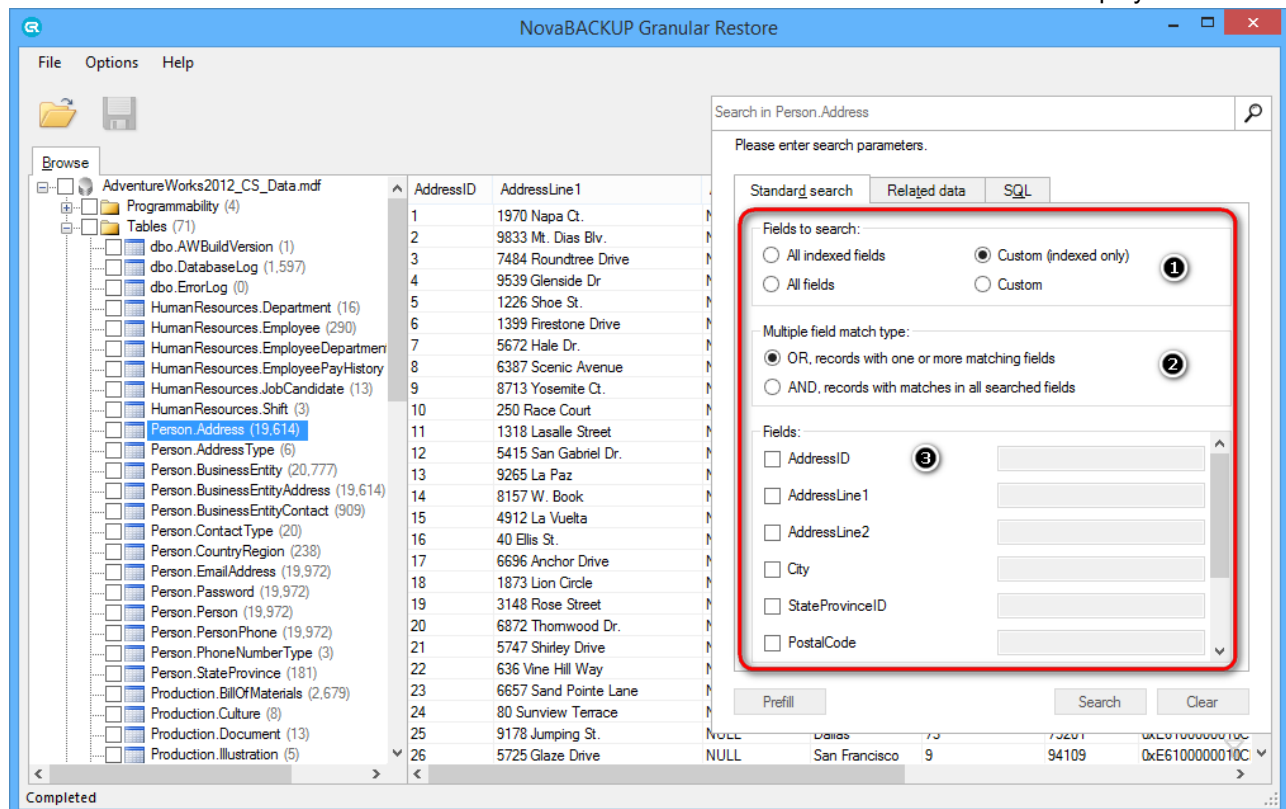 NovaBACKUP Granular Restore
File Options Help
Search in Person.Address
Please enter search parameters.
Browse
Standard search Related data SQL
AdventureWorks2012_CS_Data.mdf
Programmability (4)
Tables (71)
dbo.AWBuildVersion (1)
dbo.DatabaseLog (1,597)
dbo.ErrorLog (0)
HumanResources.Department (16)
HumanResources.Employee (290)
HumanResources.EmployeeDepartmen
HumanResources.EmployeePayHistory
HumanResources.JobCandidate (13)
HumanResources.Shift (3)
Person.Address (19,614)
Person.AddressType (6)
Person.BusinessEntity (20,777)
Person.BusinessEntityAddress (19,614)
Person.BusinessEntityContact (909)
Person.ContactType (20)
Person.CountryRegion (238)
Person.EmailAddress (19,972)
Person.Password (19,972)
Person.Person (19,972)
Person.PersonPhone (19,972)
Person.PhoneNumberType (3)
Person.StateProvince (181)
Production.BillOfMaterials (2,679)
Production.Culture (8)
Production.Document (13)
Production.Illustration (5)
AddressID AddressLine1
1 1970 Napa Ct.
2 9833 Mt. Dias Blv.
3 7484 Roundtree Drive
4 9539 Glenside Dr
5 1226 Shoe St.
6 1399 Firestone Drive
7 5672 Hale Dr.
8 6387 Scenic Avenue
9 8713 Yosemite Ct.
10 250 Race Court
11 1318 Lasalle Street
12 5415 San Gabriel Dr.
13 9265 La Paz
14 8157 W. Book
15 4912 La Vuelta
16 40 Ellis St.
17 6696 Anchor Drive
18 1873 Lion Circle
19 3148 Rose Street
20 6872 Thornwood Dr.
21 5747 Shirley Drive
22 636 Vine Hill Way
23 6657 Sand Pointe Lane
24 80 Sunview Terrace
25 9178 Jumping St. NULL Dallas 73 75201
26 5725 Glaze Drive NULL San Francisco 9 94109 0xE6100000010C
Fields to search:
All indexed fields Custom (indexed only) 1
All fields Custom
Multiple field match type:
OR, records with one or more matching fields 2
AND, records with matches in all searched fields
Fields:
AddressID 3
AddressLine1
AddressLine2
City
StateProvinceID
PostalCode
Prefill Search Clear
Completed